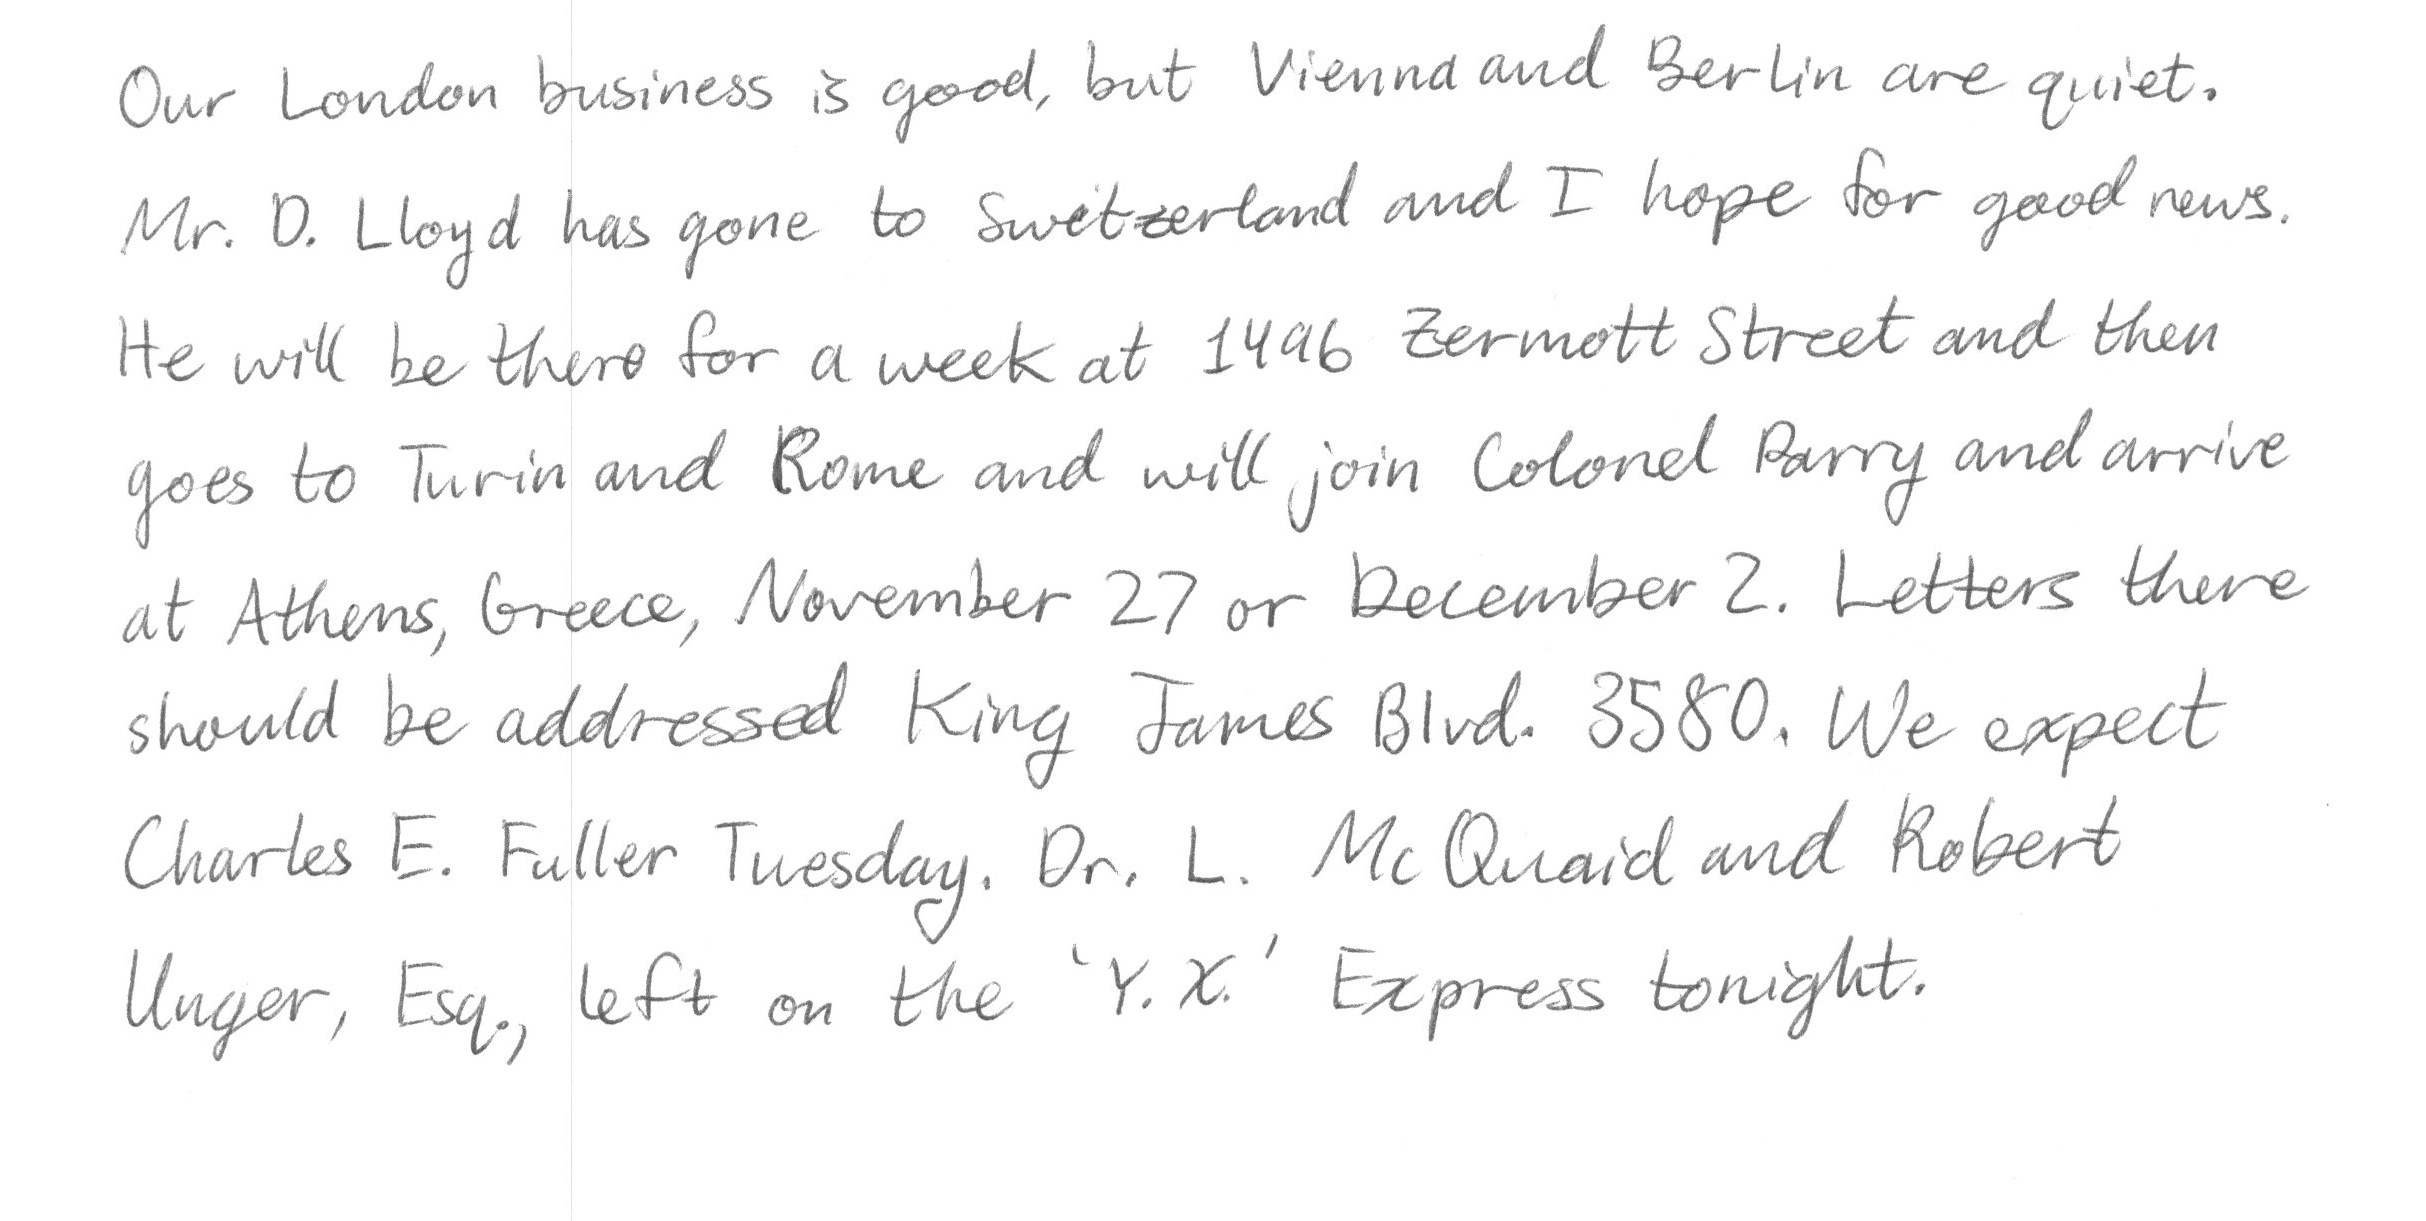 Our London business is good, but Vienna and Berlin are quiet.
Mr. D. Lloyd has gone to Switzerland and I hope for good news.
He will be there for a week at 1496 Zermott Street and then
goes to Turin and Rome and will join Colonel Parry and arrive
at Athens, Greece, November 27 or December 2. Letters there
should be addressed King James Blvd. 3580. We expect
Charles E. Fuller Tuesday. Dr. L. McQuaid and Robert
Unger, Esq., left on the 'Y.X.' Express tonight.